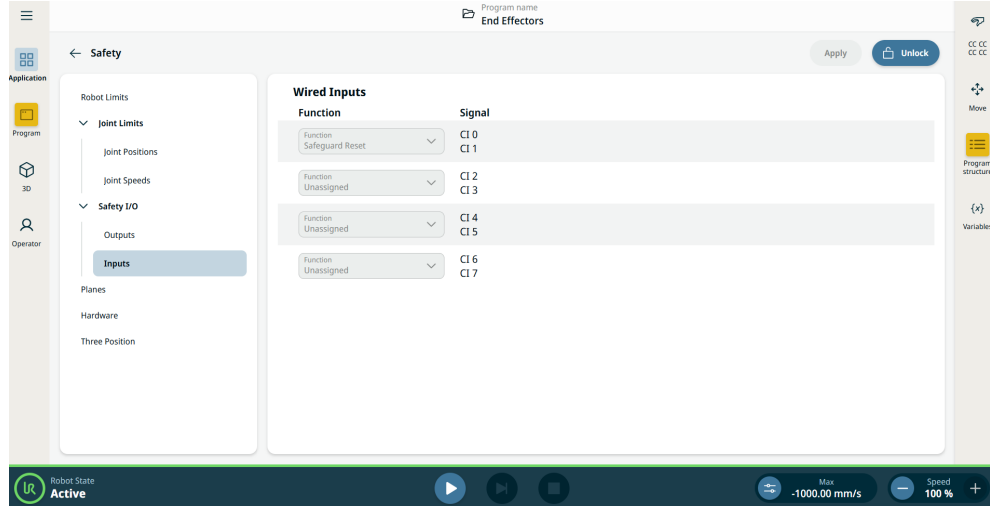 Program name
End Effectors
Application
Program
3D
Operator
Safety
Apply
Unlock
Robot Limits
Joint Limits
Joint Positions
Joint Speeds
Safety I/O
Outputs
Inputs
Planes
Hardware
Three Position
Wired Inputs
Function Signal
Function
Safeguard Reset
CI 0
CI 1
Function
Unassigned
CI 2
CI 3
Function
Unassigned
CI 4
CI 5
Function
Unassigned
CI 6
CI 7
CC CC
CC CC
Move
Program
structure
{x}
Variables
UR
Robot State
Active
Max
-1000.00 mm/s
Speed
100 %